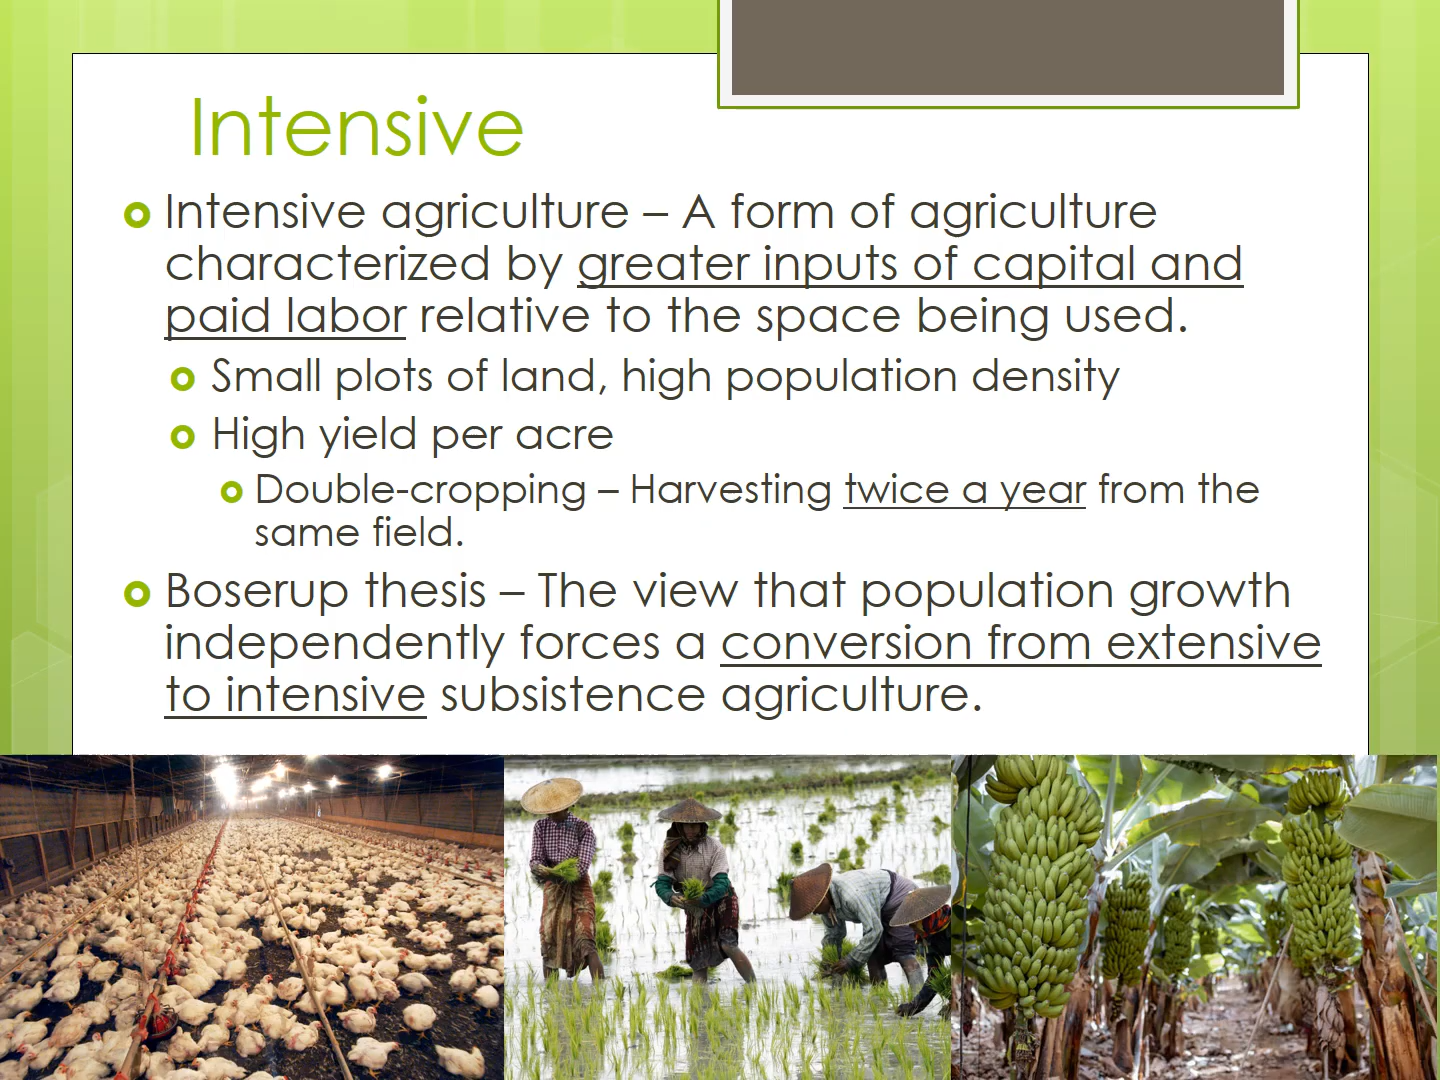 Intensive
Intensive agriculture – A form of agriculture
characterized by greater inputs of capital and
paid labor relative to the space being used.
Small plots of land, high population density
High yield per acre
Double-cropping – Harvesting twice a year from the
same field.
Boserup thesis – The view that population growth
independently forces a conversion from extensive
to intensive subsistence agriculture.